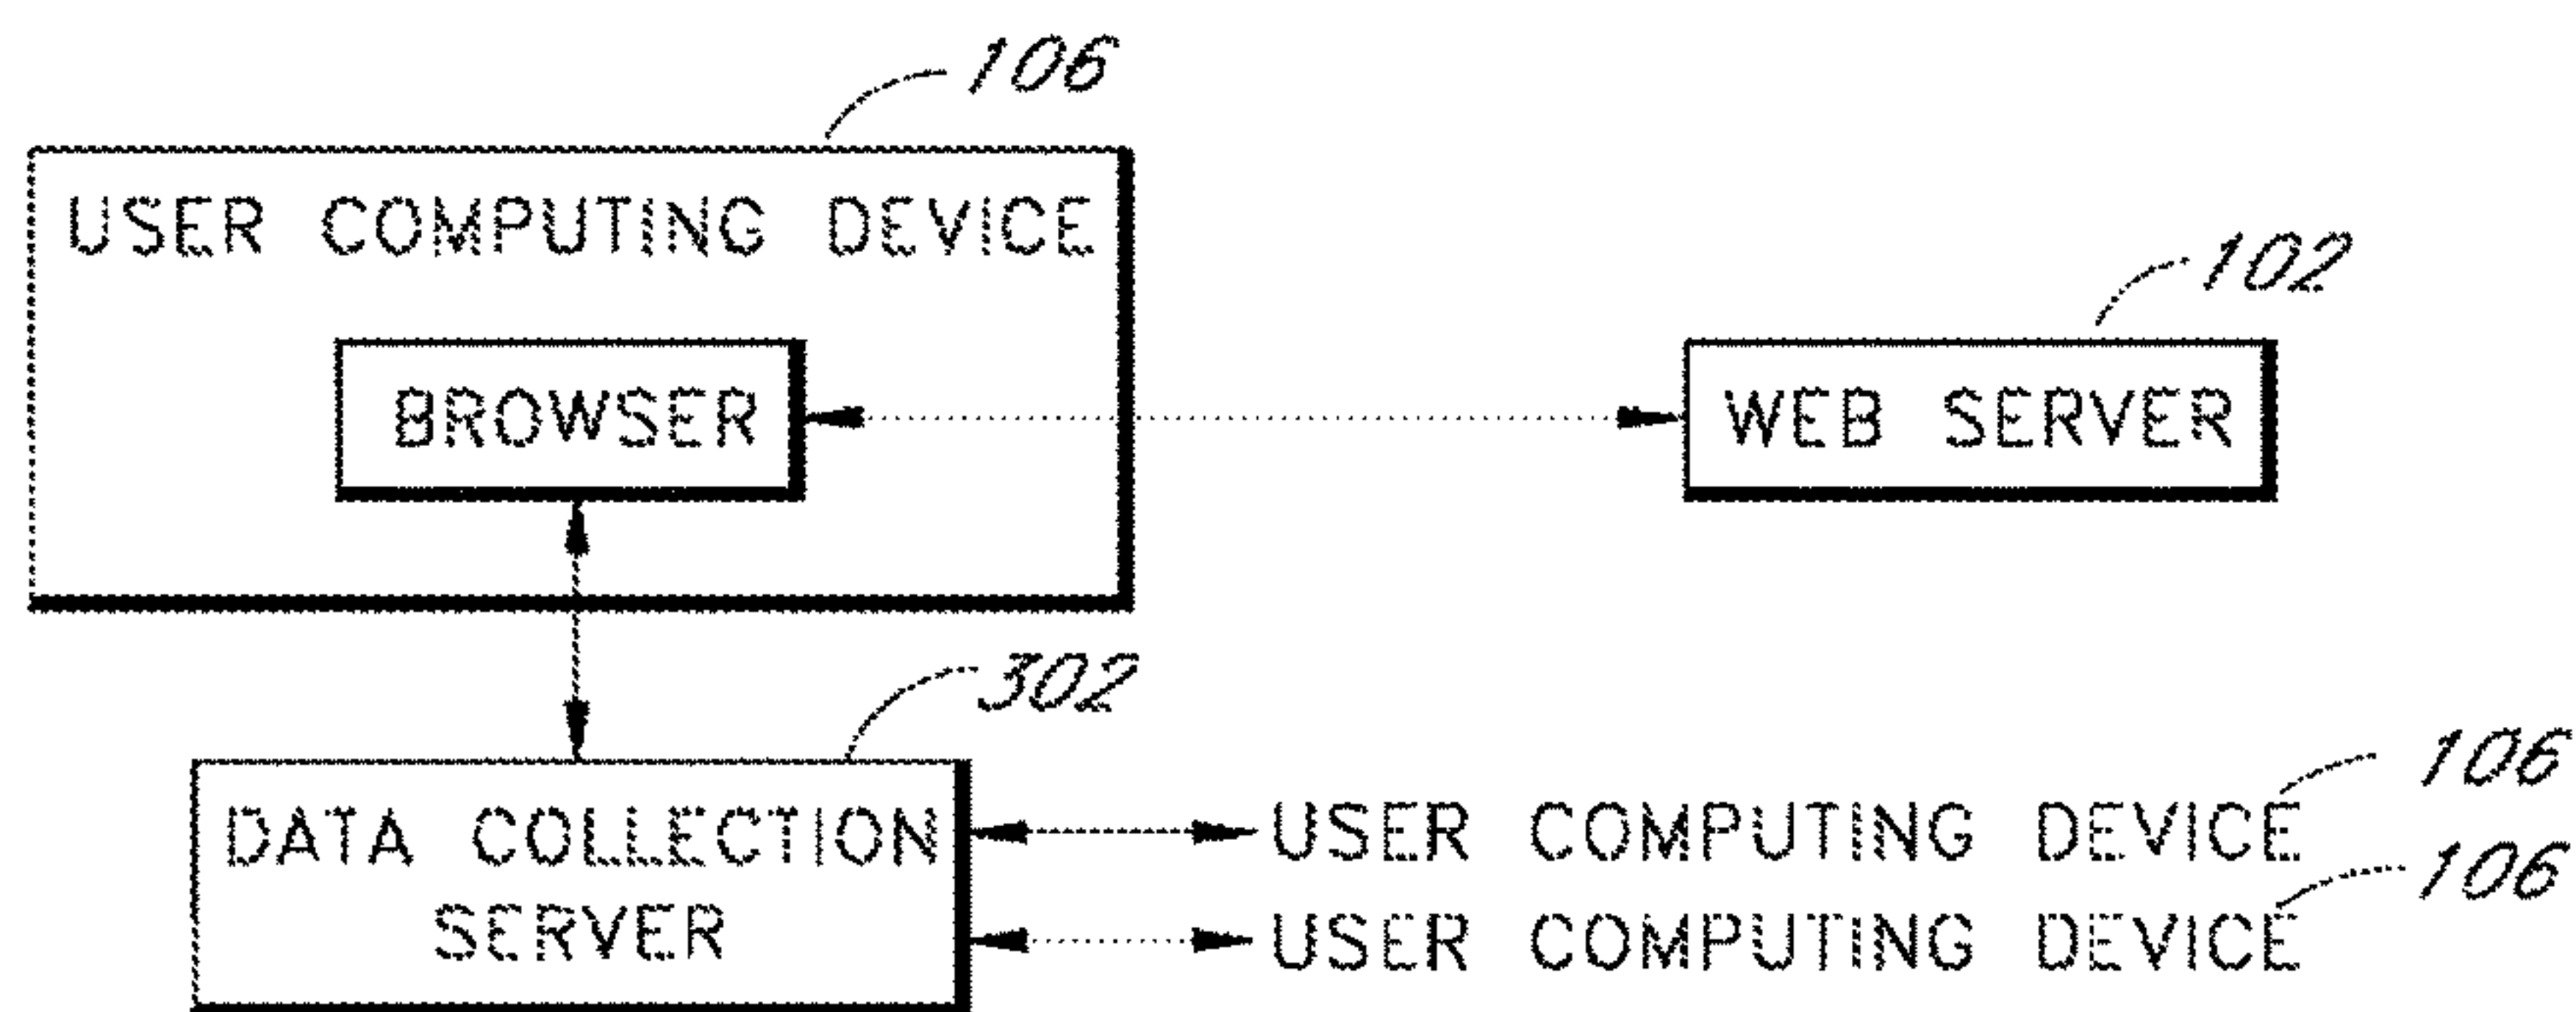 106
USER COMPUTING DEVICE
102
BROWSER
WEB SERVER
302
106
DATA COLLECTION
SERVER
USER COMPUTING DEVICE
106
USER COMPUTING DEVICE